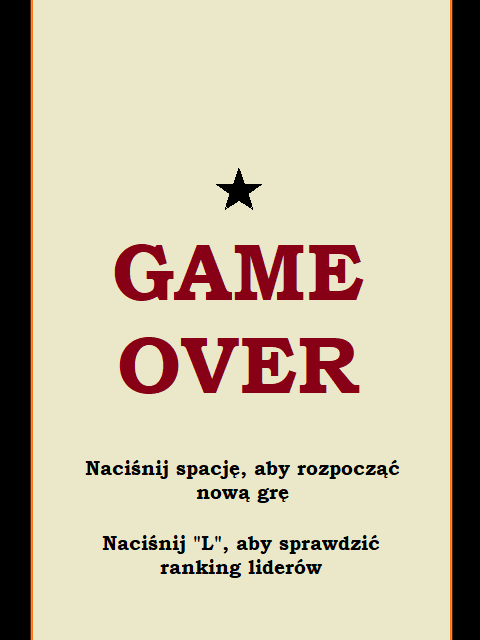 GAME
OVER
Naciśnij spację, aby rozpocząć
nową grę
Naciśnij "L", aby sprawdzić
ranking liderów